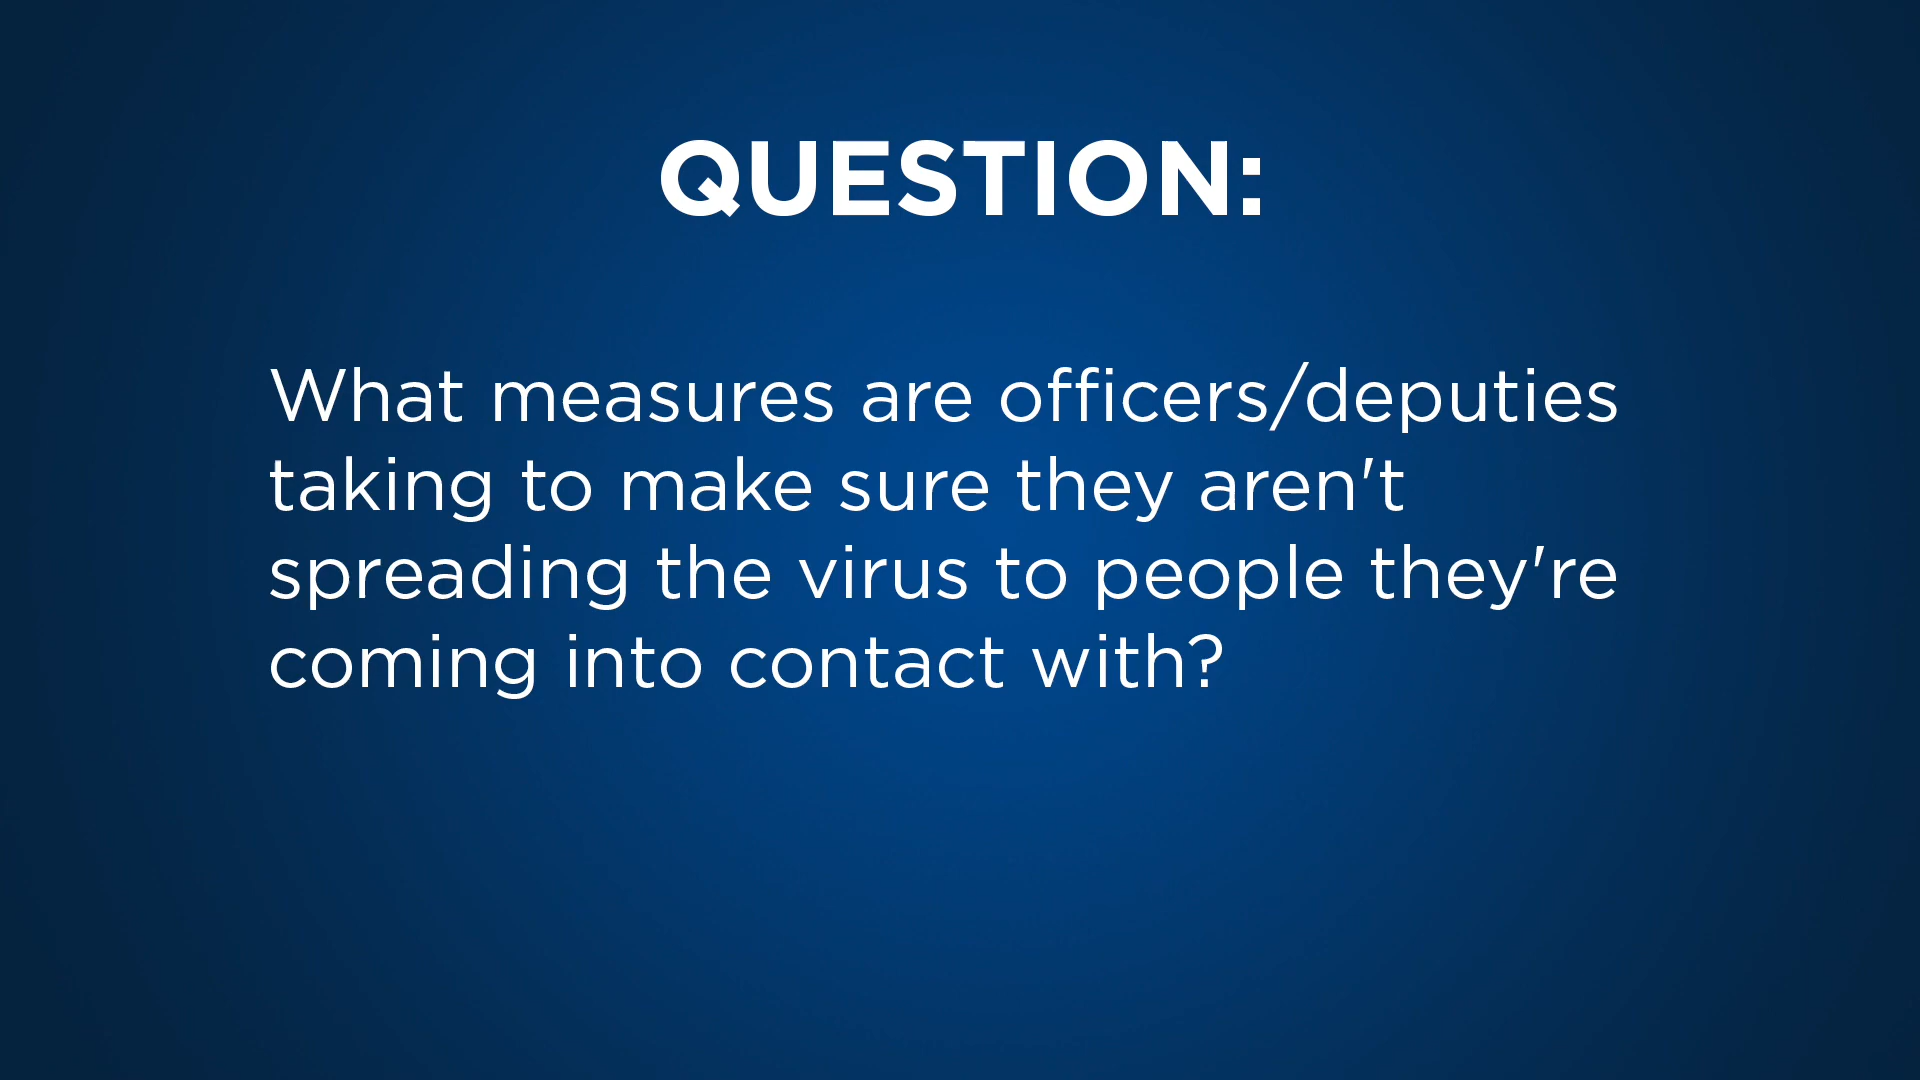 QUESTION:
What measures are officers/deputies
taking to make sure they aren't
spreading the virus to people they're
coming into contact with?